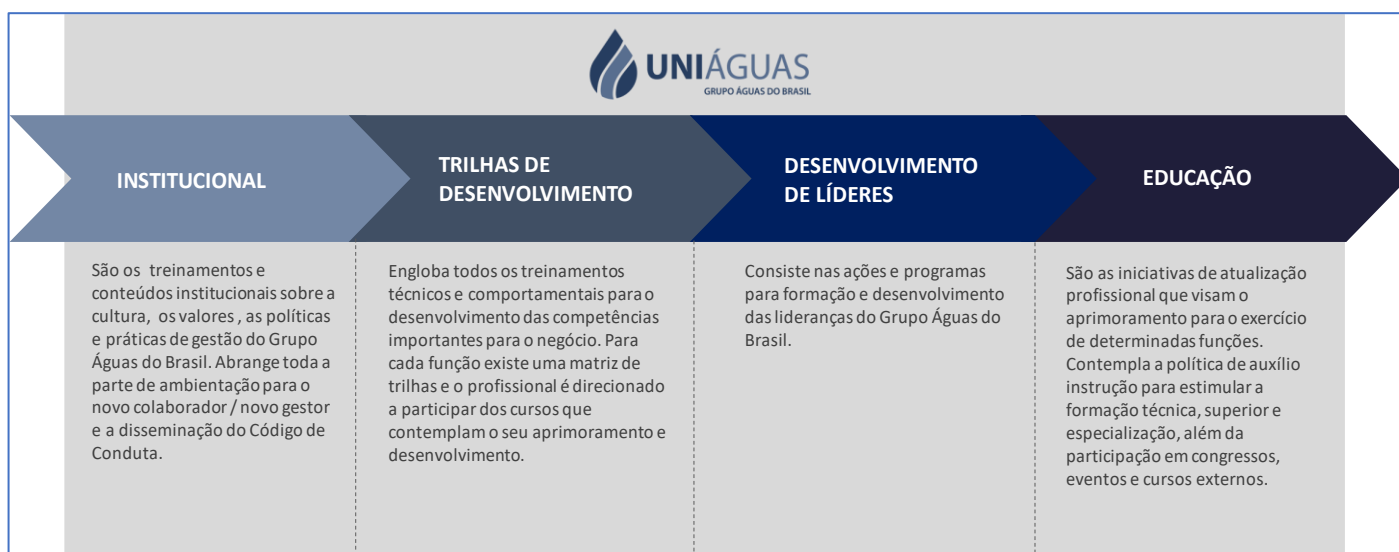 UNIÁGUAS
GRUPO ÁGUAS DO BRASIL
INSTITUCIONAL
São os treinamentos e
conteúdos institucionais sobre a
cultura, os valores , as políticas
e práticas de gestão do Grupo
Águas do Brasil. Abrange toda a
parte de ambientação para o
novo colaborador / novo gestor
e a disseminação do Código de
Conduta.
TRILHAS DE
DESENVOLVIMENTO
Engloba todos os treinamentos
técnicos e comportamentais para o
desenvolvimento das competências
importantes para o negócio. Para
cada função existe uma matriz de
trilhas e o profissional é direcionado
a participar dos cursos que
contemplam o seu aprimoramento e
desenvolvimento.
DESENVOLVIMENTO
DE LÍDERES
Consiste nas ações e programas
para formação e desenvolvimento
das lideranças do Grupo Águas do
Brasil.
EDUCAÇÃO
São as iniciativas de atualização
profissional que visam o
aprimoramento para o exercício
de determinadas funções.
Contempla a política de auxílio
instrução para estimular a
formação técnica, superior e
especialização, além da
participação em congressos,
eventos e cursos externos.